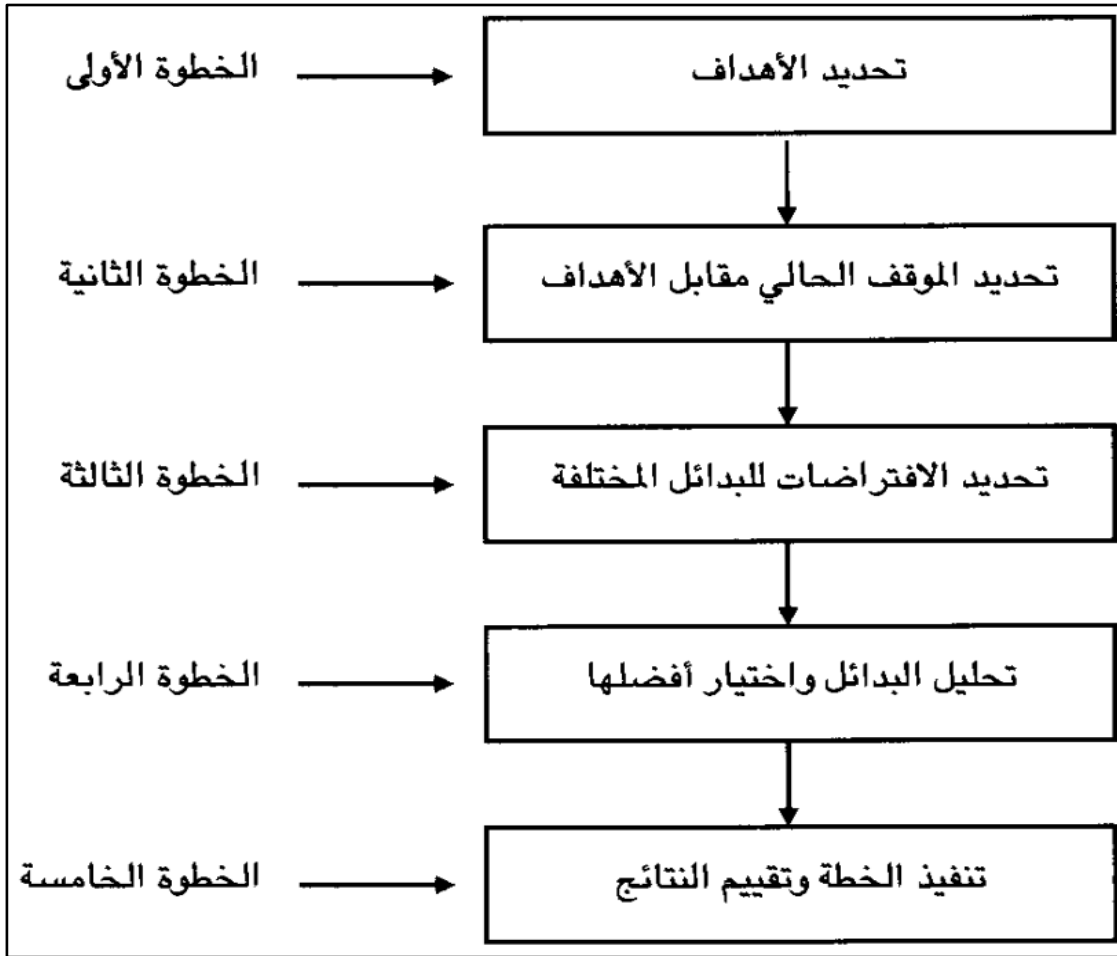 الخطوة الأولى
تحديد الأهداف
الخطوة الثانية
تحديد الموقف الحالي مقابل الأهداف
الخطوة الثالثة
تحديد الافتراضات للبدائل المختلفة
الخطوة الرابعة
تحليل البدائل واختيار أفضلها
الخطوة الخامسة
تنفيذ الخطة وتقييم النتائج